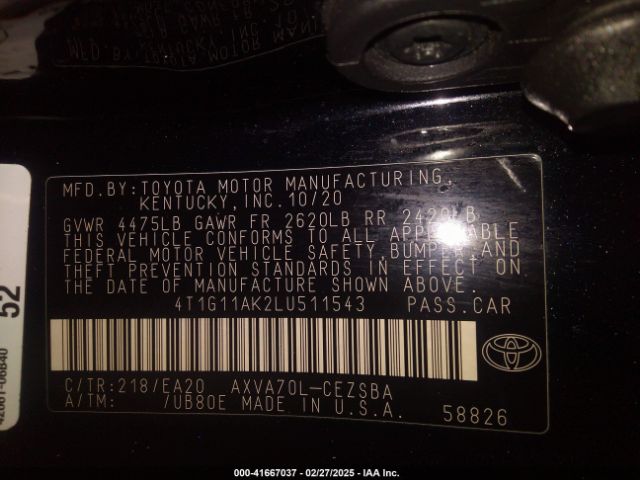 MFD.BY:TOYOTA MOTOR MANUFACTURING,
KENTUCKY,INC.10/20
GVWR 4475LB GAWR FR 2620LB RR 2420LB
THIS VEHICLE CONFORMS TO ALL APPLICABLE
FEDERAL MOTOR VEHICLE SAFETY,BUMPER,AND
THEFT PREVENTION STANDARDS IN EFFECT ON
THE DATE OF MANUFACTURE SHOWN ABOVE.
4T1G11AK2LU511543 PASS.CAR
C/TR:218/EA20 AXVA70L-CEZSBA
A/TM: /UB80E MADE IN U.S.A.
58826
52
000-41667037 - 02/27/2025 - IAA Inc.